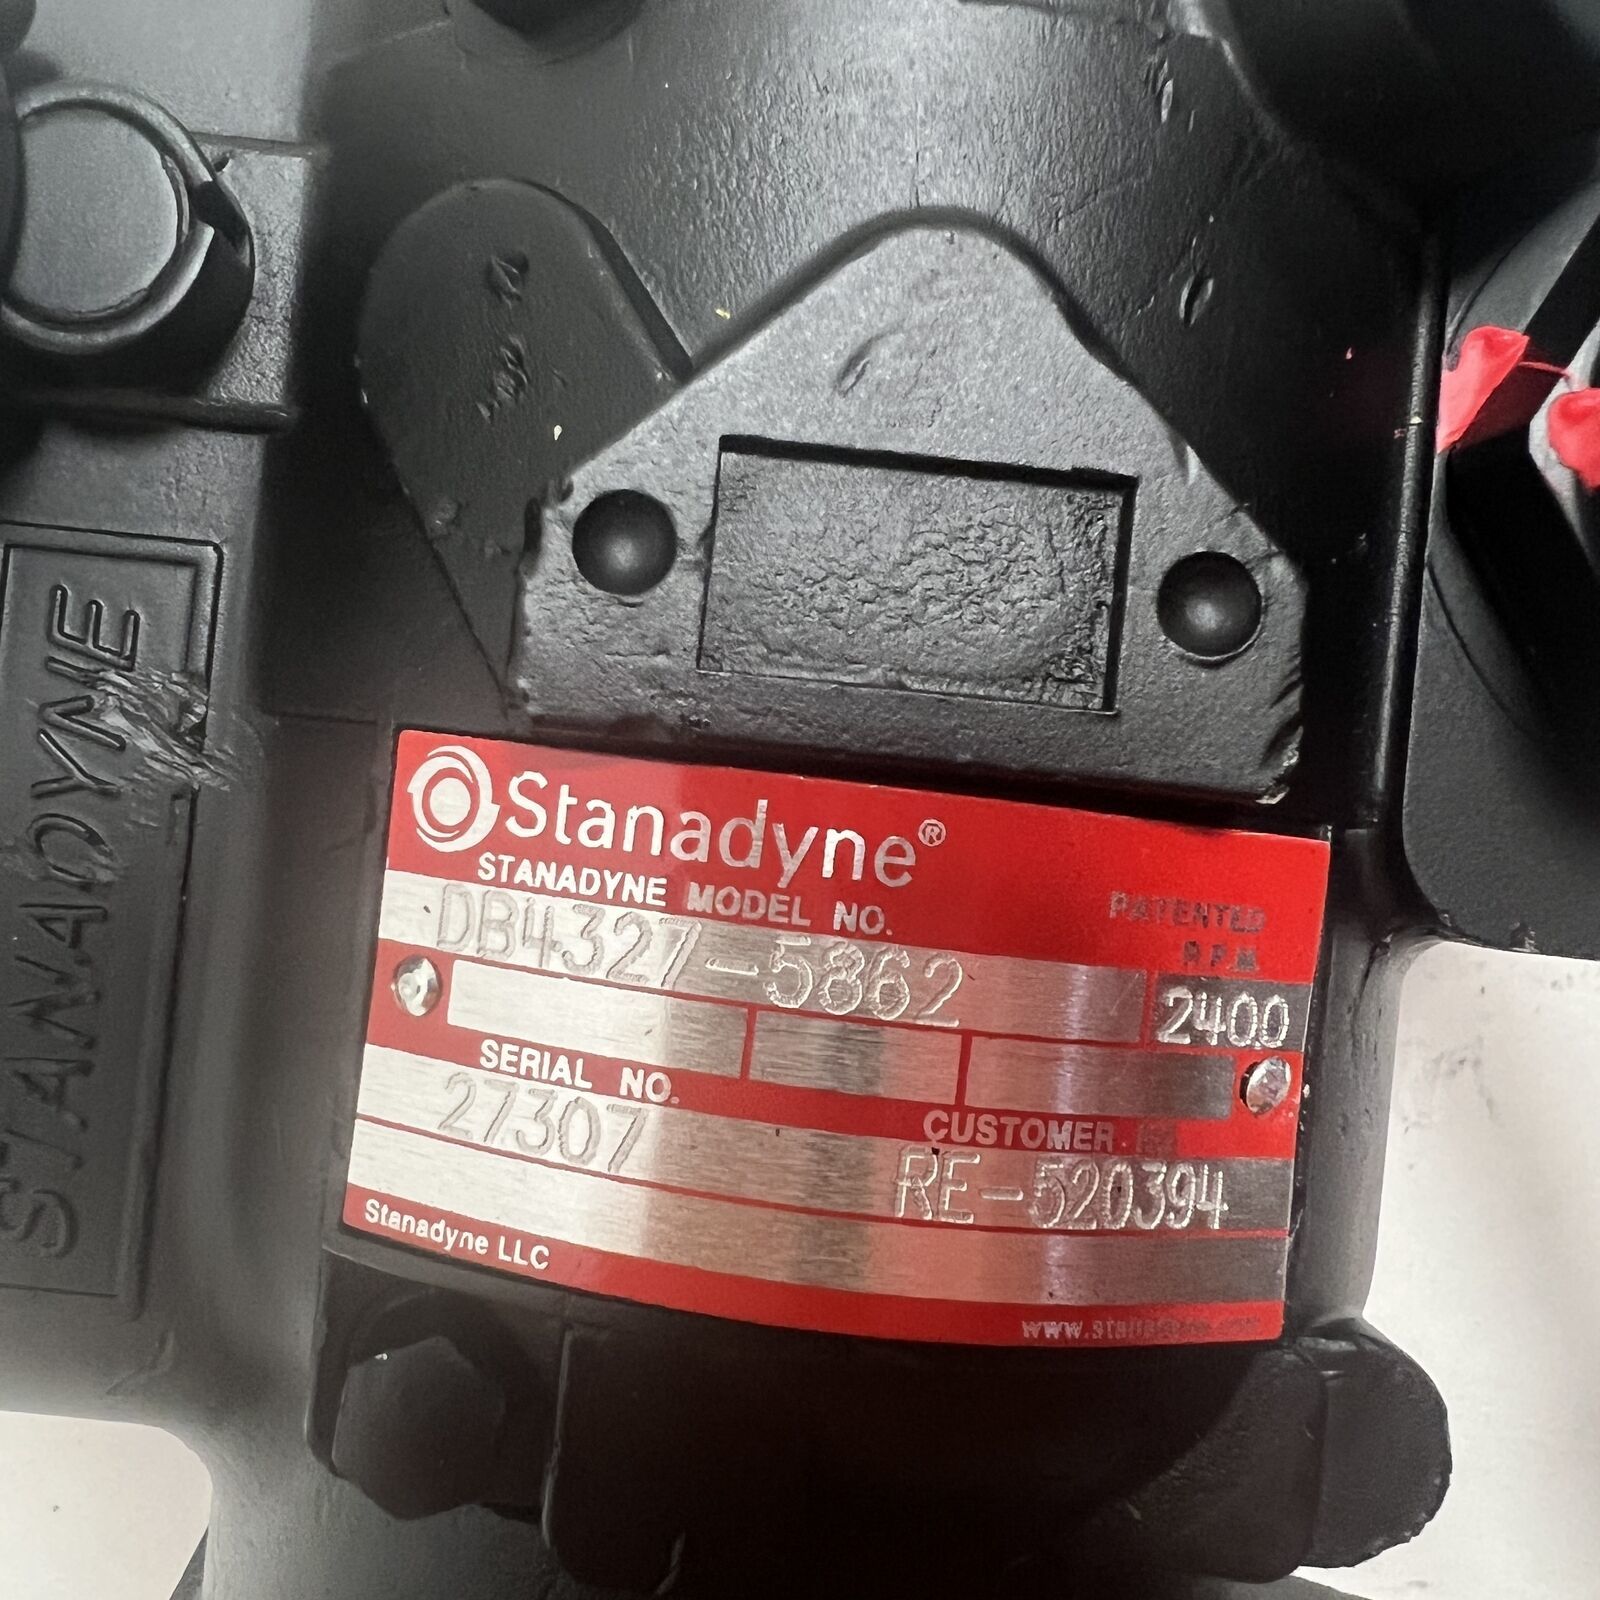 STANADYNE
Stanadyne®
STANADYNE MODEL NO.
PATENTED
R.P.M.
DB4327-5862
2400
SERIAL NO.
CUSTOMER
27307
RE-520394
Stanadyne LLC